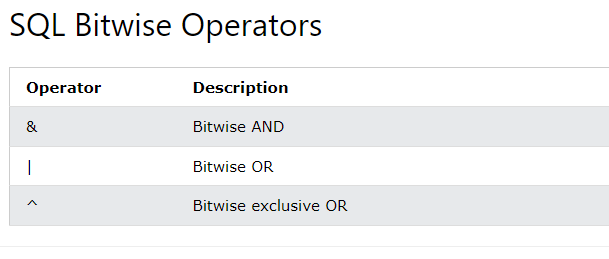 SQL Bitwise Operators
Operator Description
& Bitwise AND
| Bitwise OR
^ Bitwise exclusive OR